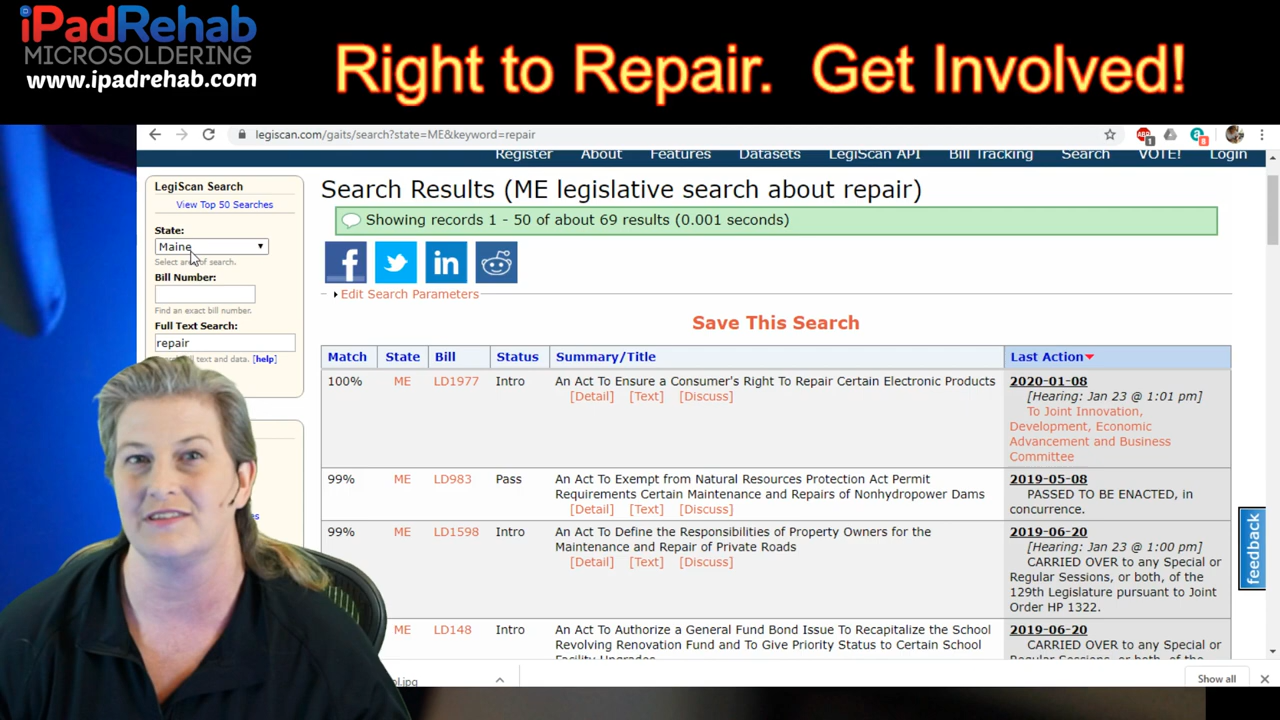 iPadRehab
MICROSOLDERING
www.ipadrehab.com
Right to Repair. Get Involved!
legiscan.com/gaits/search?state=ME&keyword=repair
Register About Features Datasets LegiScan API Bill Tracking Search VOTE! Login
LegiScan Search
View Top 50 Searches
State:
Maine
Select area of search.
Bill Number:
Find an exact bill number.
Full Text Search:
repair
text and data. [help]
Search Results (ME legislative search about repair)
Showing records 1 - 50 of about 69 results (0.001 seconds)
Edit Search Parameters
Save This Search
Match State Bill Status Summary/Title Last Action
100% ME LD1977 Intro An Act To Ensure a Consumer's Right To Repair Certain Electronic Products 2020-01-08
[Detail] [Text] [Discuss] [Hearing: Jan 23 @ 1:01 pm]
To Joint Innovation,
Development, Economic
Advancement and Business
Committee
99% ME LD983 Pass An Act To Exempt from Natural Resources Protection Act Permit 2019-05-08
Requirements Certain Maintenance and Repairs of Nonhydropower Dams PASSED TO BE ENACTED, in
[Detail] [Text] [Discuss] concurrence.
99% ME LD1598 Intro An Act To Define the Responsibilities of Property Owners for the 2019-06-20
Maintenance and Repair of Private Roads [Hearing: Jan 23 @ 1:00 pm]
[Detail] [Text] [Discuss] CARRIED OVER to any Special or
Regular Sessions, or both, of the
129th Legislature pursuant to Joint
Order HP 1322.
ME LD148 Intro An Act To Authorize a General Fund Bond Issue To Recapitalize the School 2019-06-20
Revolving Renovation Fund and To Give Priority Status to Certain School CARRIED OVER to any Special or
feedback
Show all